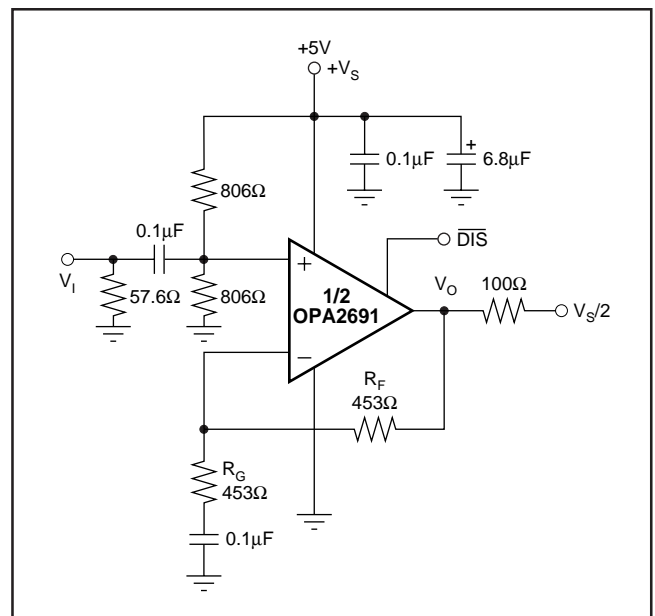 +5V
+V_S
0.1μF
+
6.8μF
806Ω
0.1μF
DIS
V_I
57.6Ω
806Ω
+
1/2
OPA2691
−
V_O
100Ω
V_S/2
R_F
453Ω
R_G
453Ω
0.1μF